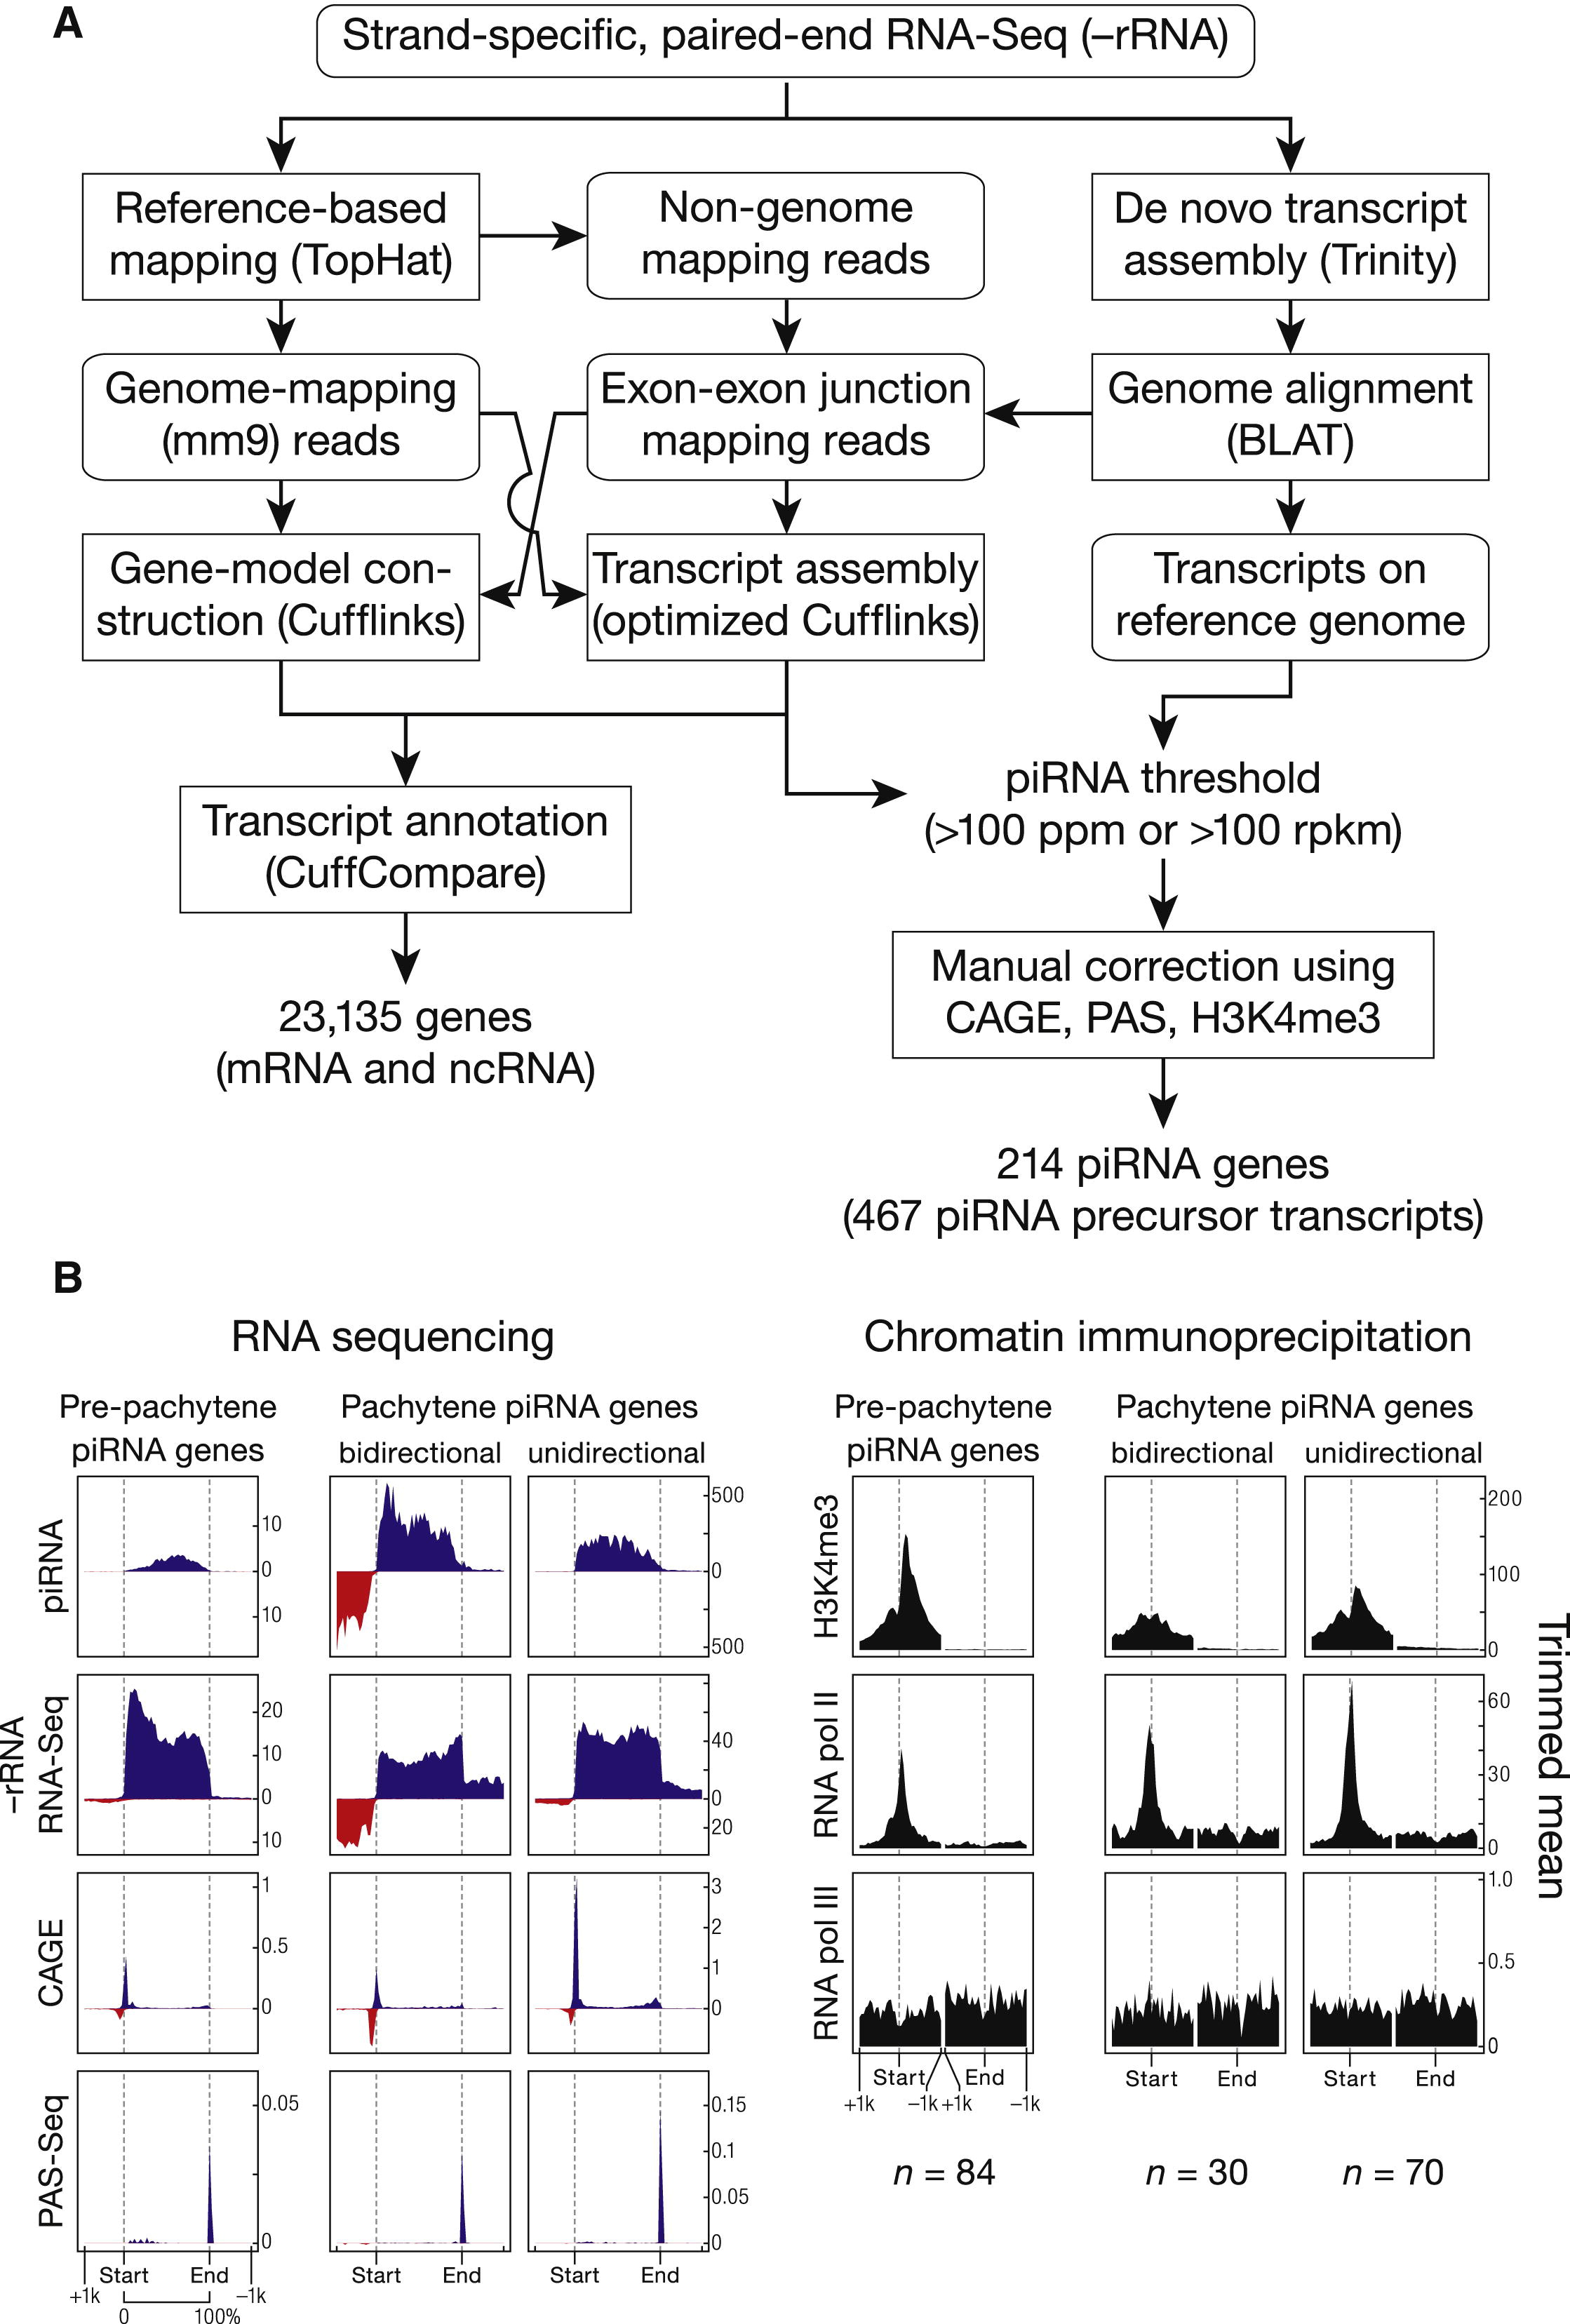 A
Strand-specific, paired-end RNA-Seq (–rRNA)
Reference-based
mapping (TopHat)
Non-genome
mapping reads
De novo transcript
assembly (Trinity)
Genome-mapping
(mm9) reads
Exon-exon junction
mapping reads
Genome alignment
(BLAT)
Gene-model con-
struction (Cufflinks)
Transcript assembly
(optimized Cufflinks)
Transcripts on
reference genome
piRNA threshold
(>100 ppm or >100 rpkm)
Transcript annotation
(CuffCompare)
Manual correction using
CAGE, PAS, H3K4me3
23,135 genes
(mRNA and ncRNA)
214 piRNA genes
(467 piRNA precursor transcripts)
B
RNA sequencing
Pre-pachytene
piRNA genes
Pachytene piRNA genes
bidirectional
unidirectional
piRNA
10
0
10
500
0
500
–rRNA
RNA-Seq
20
10
0
10
40
0
20
CAGE
1
0.5
0
3
2
1
0
PAS-Seq
0.05
0
0.15
0.1
0.05
0
Start
End
+1k
–1k
0
100%
Start
End
Start
End
Chromatin immunoprecipitation
Pre-pachytene
piRNA genes
Pachytene piRNA genes
bidirectional
unidirectional
H3K4me3
200
100
0
RNA pol II
60
30
0
RNA pol III
1.0
0.5
0
Trimmed mean
Start
End
+1k
–1k
+1k
–1k
Start
End
Start
End
n = 84
n = 30
n = 70